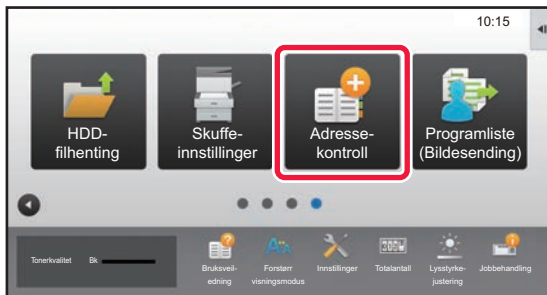 10:15
HDD-
filhenting
Skuffe-
innstillinger
Adresse-
kontroll
Programliste
(Bildesending)
Tonerkvalitet
Bk
Bruksveil-
edning
Forstørr
visningsmodus
Innstillinger
Totalantall
Lysstyrke-
justering
Jobbehandling